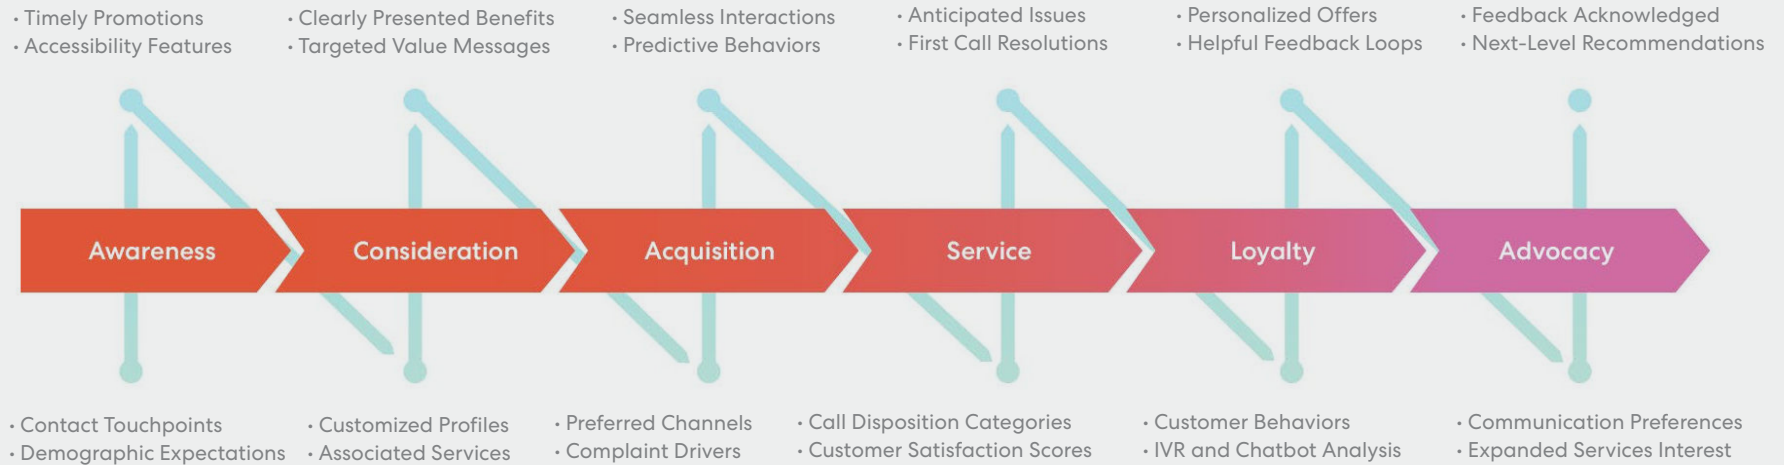 · Timely Promotions
· Accessibility Features
· Clearly Presented Benefits
· Targeted Value Messages
· Seamless Interactions
· Predictive Behaviors
· Anticipated Issues
· First Call Resolutions
· Personalized Offers
· Helpful Feedback Loops
· Feedback Acknowledged
· Next-Level Recommendations
Awareness
Consideration
Acquisition
Service
Loyalty
Advocacy
· Contact Touchpoints
· Demographic Expectations
· Customized Profiles
· Associated Services
· Preferred Channels
· Complaint Drivers
· Call Disposition Categories
· Customer Satisfaction Scores
· Customer Behaviors
· IVR and Chatbot Analysis
· Communication Preferences
· Expanded Services Interest